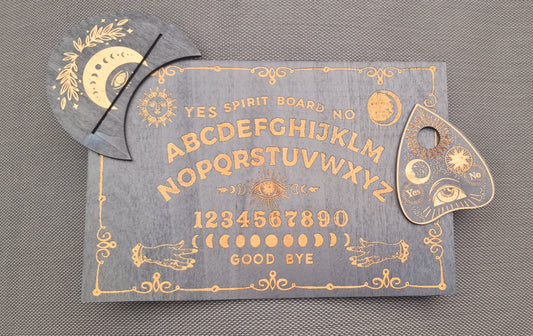 YES SPIRIT BOARD NO
ABCDEFGHIJKLM
NOPQRSTUVWXYZ
1234567890
GOOD BYE
Yes No